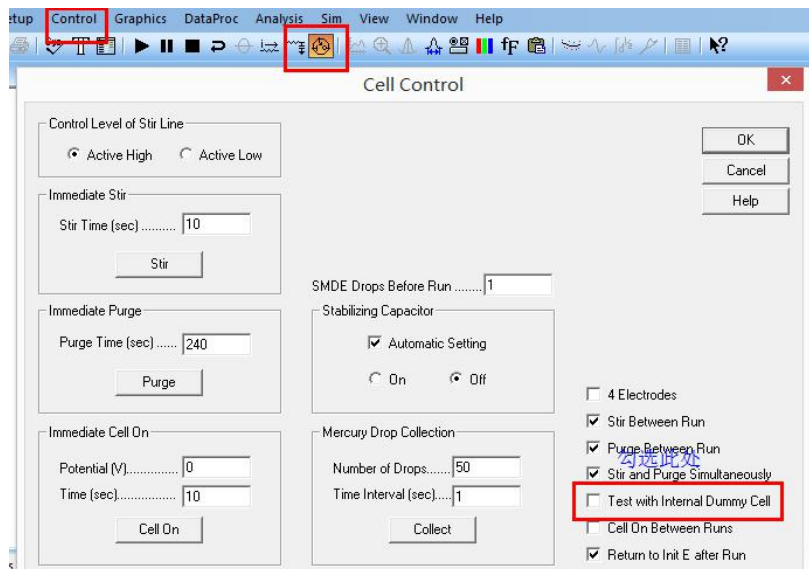 etup Control Graphics DataProc Analysis Sim View Window Help
Cell Control
Control Level of Stir Line
Active High Active Low
OK
Cancel
Help
Immediate Stir
Stir Time (sec) .......... 10
Stir
SMDE Drops Before Run ........ 1
Immediate Purge
Purge Time (sec) ...... 240
Purge
Stabilizing Capacitor
Automatic Setting
On Off
4 Electrodes
Stir Between Run
Purge Between Run
勾选此处
Stir and Purge Simultaneously
Test with Internal Dummy Cell
Cell On Between Runs
Return to Init E after Run
Immediate Cell On
Potential (V).............. 0
Time (sec)................ 10
Cell On
Mercury Drop Collection
Number of Drops....... 50
Time Interval (sec).... 1
Collect